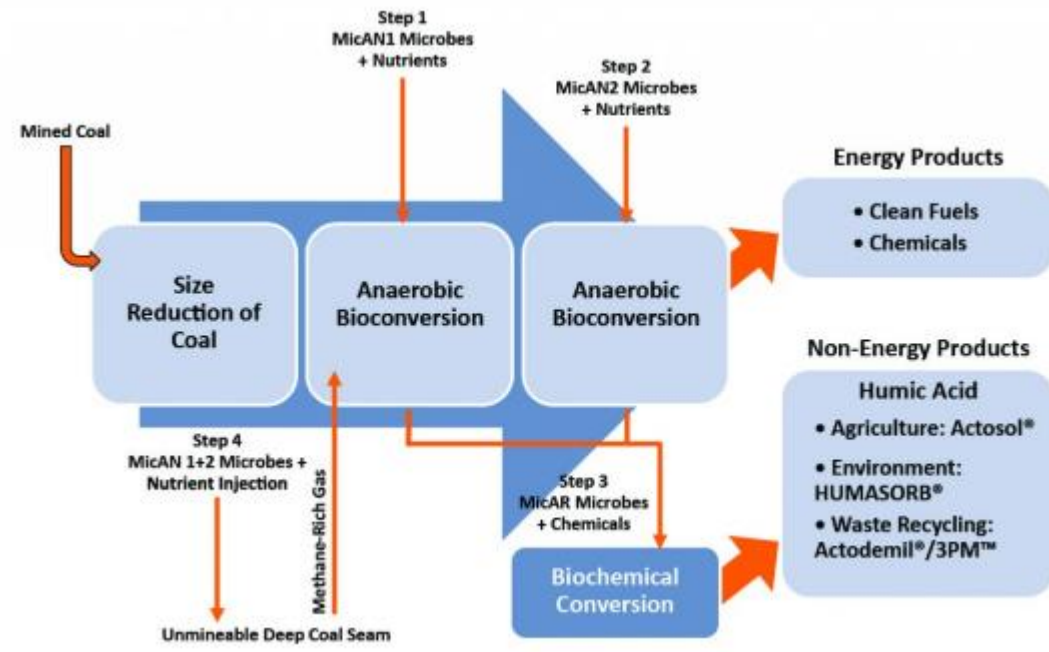 Step 1
MicAN1 Microbes
+ Nutrients
Step 2
MicAN2 Microbes
+ Nutrients
Mined Coal
Size
Reduction of
Coal
Anaerobic
Bioconversion
Anaerobic
Bioconversion
Energy Products
• Clean Fuels
• Chemicals
Non-Energy Products
Humic Acid
• Agriculture: Actosol®
• Environment:
HUMASORB®
• Waste Recycling:
Actodemil®/3PM™
Step 4
MicAN 1+2 Microbes +
Nutrient Injection
Methane-Rich Gas
Unmineable Deep Coal Seam
Step 3
MicAR Microbes
+ Chemicals
Biochemical
Conversion